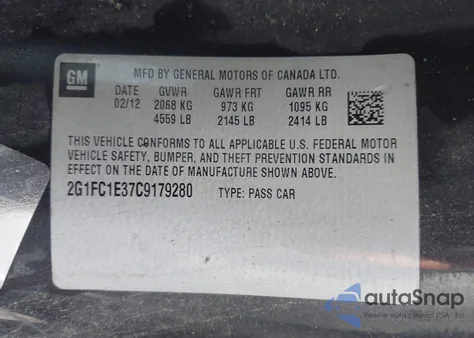 GM MFD BY GENERAL MOTORS OF CANADA LTD.
DATE GVWR GAWR FRT GAWR RR
02/12 2068 KG 973 KG 1095 KG
4559 LB 2145 LB 2414 LB
THIS VEHICLE CONFORMS TO ALL APPLICABLE U.S. FEDERAL MOTOR
VEHICLE SAFETY, BUMPER, AND THEFT PREVENTION STANDARDS IN
EFFECT ON THE DATE OF MANUFACTURE SHOWN ABOVE.
2G1FC1E37C9179280 TYPE: PASS CAR
autaSnap